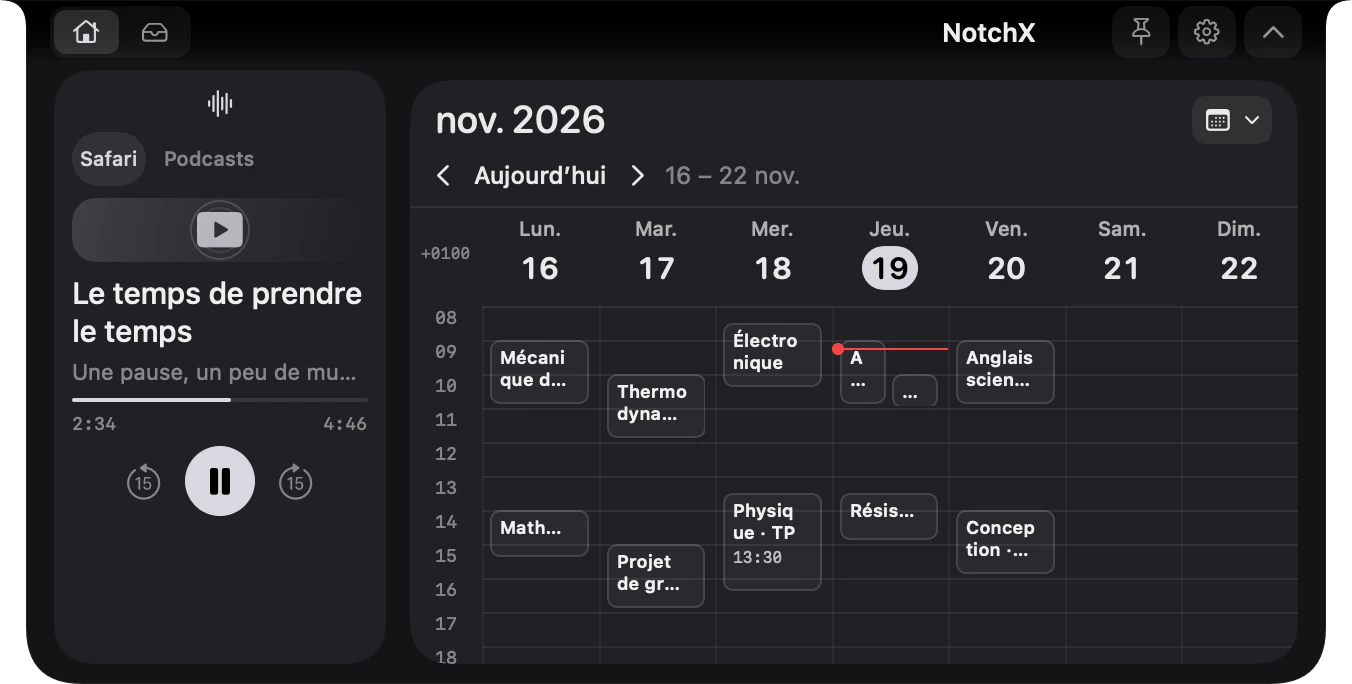 NotchX
Safari
Podcasts
Le temps de prendre
le temps
Une pause, un peu de mu...
2:34
4:46
15
15
nov. 2026
Aujourd’hui
16 – 22 nov.
+0100
Lun.
Mar.
Mer.
Jeu.
Ven.
Sam.
Dim.
16
17
18
19
20
21
22
08
09
10
11
12
13
14
15
16
17
18
Mécani
que d...
Math...
Thermo
dyna...
Projet
de gr...
Électro
nique
Physiq
ue · TP
13:30
A
...
...
Résis...
Anglais
scien...
Concep
tion ·...